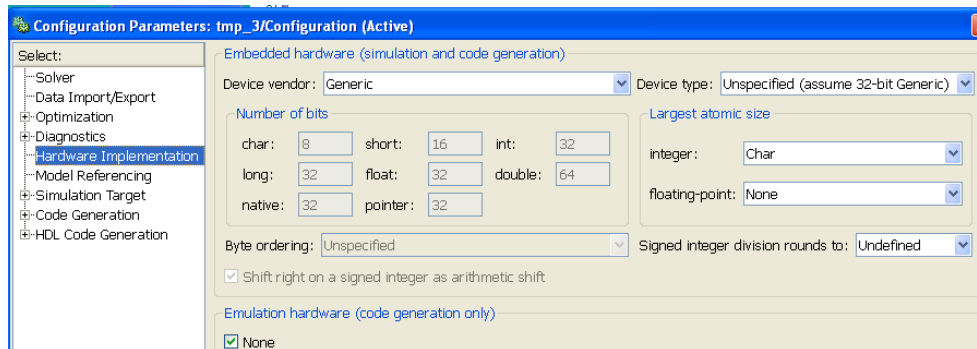 Configuration Parameters: tmp_3/Configuration (Active)
Select:
Solver
Data Import/Export
Optimization
Diagnostics
Hardware Implementation
Model Referencing
Simulation Target
Code Generation
HDL Code Generation
Embedded hardware (simulation and code generation)
Device vendor: Generic Device type: Unspecified (assume 32-bit Generic)
Number of bits
char: 8 short: 16 int: 32
long: 32 float: 32 double: 64
native: 32 pointer: 32
Largest atomic size
integer: Char
floating-point: None
Byte ordering: Unspecified Signed integer division rounds to: Undefined
Shift right on a signed integer as arithmetic shift
Emulation hardware (code generation only)
None